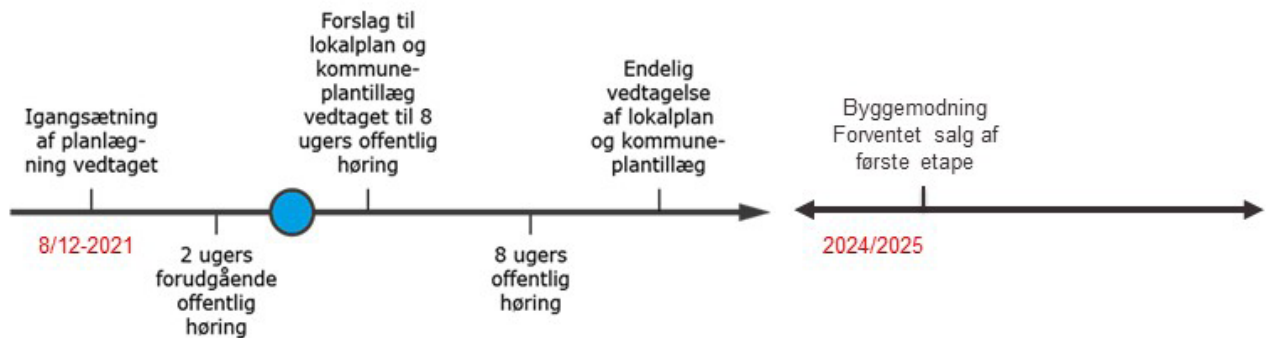 Igangsætning
af planlæg-
ning vedtaget
8/12-2021
2 ugers
forudgående
offentlig
høring
Forslag til
lokalplan og
kommune-
plantillæg
vedtaget til 8
ugers offentlig
høring
8 ugers
offentlig
høring
Endelig
vedtagelse
af lokalplan
og kommune-
plantillæg
Byggemodning
Forventet salg af
første etape
2024/2025